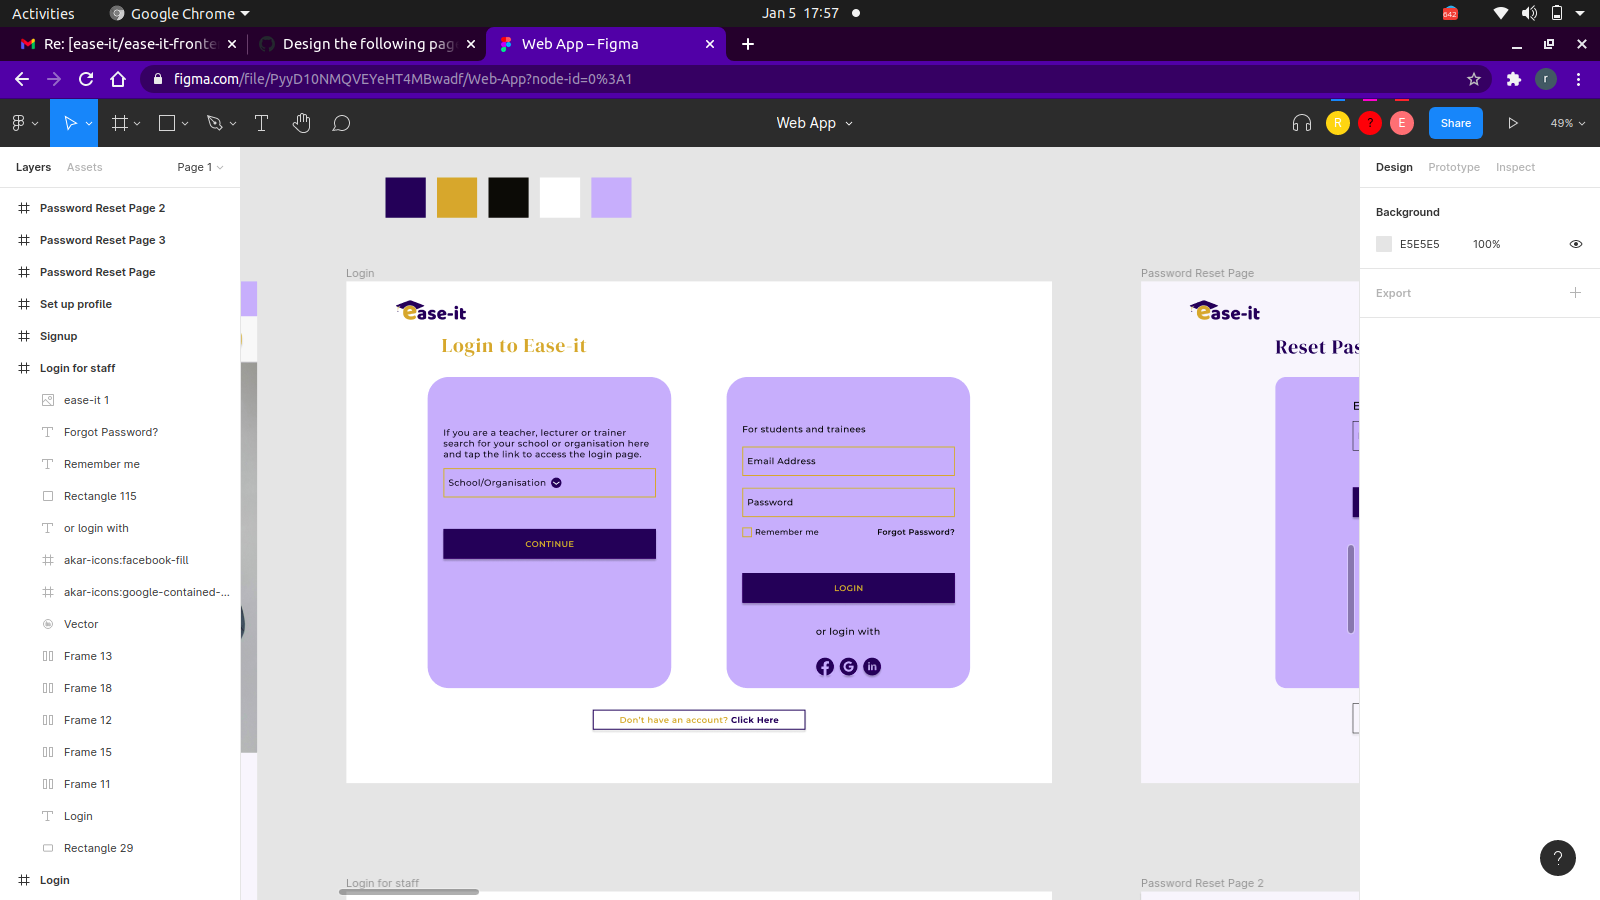 Activities
Google Chrome
Jan 5 17:57
642
Re: [ease-it/ease-it-fronte
Design the following pag
Web App – Figma
figma.com/file/PyyD10NMQVEYeHT4MBwadf/Web-App?node-id=0%3A1
r
Web App
R
?
E
Share
49%
Layers
Assets
Page 1
Password Reset Page 2
Password Reset Page 3
Password Reset Page
Set up profile
Signup
Login for staff
ease-it 1
Forgot Password?
Remember me
Rectangle 115
or login with
akar-icons:facebook-fill
akar-icons:google-contained-...
Vector
Frame 13
Frame 18
Frame 12
Frame 15
Frame 11
Login
Rectangle 29
Login
Login
ease-it
Login to Ease-it
If you are a teacher, lecturer or trainer
search for your school or organisation here
and tap the link to access the login page.
School/Organisation
CONTINUE
For students and trainees
Email Address
Password
Remember me
Forgot Password?
LOGIN
or login with
Don't have an account? Click Here
Login for staff
Password Reset Page
ease-it
Reset Pas
E
Password Reset Page 2
Design
Prototype
Inspect
Background
E5E5E5
100%
Export
?